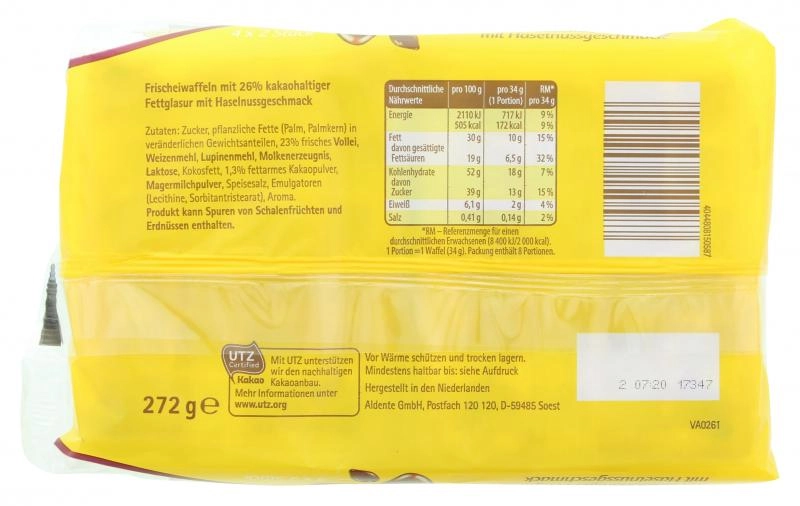 4 x 2 Stück
mit Haselnussgeschmack
Frischeiwaffeln mit 26% kakaohaltiger
Fettglasur mit Haselnussgeschmack
Zutaten: Zucker, pflanzliche Fette (Palm, Palmkern) in
veränderlichen Gewichtsanteilen, 23% frisches Vollei,
Weizenmehl, Lupinenmehl, Molkenerzeugnis,
Laktose, Kokosfett, 1,3% fettarmes Kakaopulver,
Magermilchpulver, Speisesalz, Emulgatoren
(Lecithine, Sorbitantristearat), Aroma.
Produkt kann Spuren von Schalenfrüchten und
Erdnüssen enthalten.
Durchschnittliche Nährwerte pro 100 g pro 34 g (1 Portion) RM* pro 34 g
Energie 2110 kJ 717 kJ 9 %
505 kcal 172 kcal 9 %
Fett 30 g 10 g 15 %
davon gesättigte
Fettsäuren 19 g 6,5 g 32 %
Kohlenhydrate 52 g 18 g 7 %
davon
Zucker 39 g 13 g 15 %
Eiweiß 6,1 g 2 g 4 %
Salz 0,41 g 0,14 g 2 %
*RM – Referenzmenge für einen
durchschnittlichen Erwachsenen (8 400 kJ/2 000 kcal).
1 Portion = 1 Waffel (34 g). Packung enthält 8 Portionen.
4044808150587
UTZ
Certified
Kakao
Mit UTZ unterstützen
wir den nachhaltigen
Kakaoanbau.
Mehr Informationen unter
www.utz.org
272 g e
Vor Wärme schützen und trocken lagern.
Mindestens haltbar bis: siehe Aufdruck
Hergestellt in den Niederlanden
Aldente GmbH, Postfach 120 120, D-59485 Soest
2 07:20 17347
VA0261
mit Haselnussgeschmack